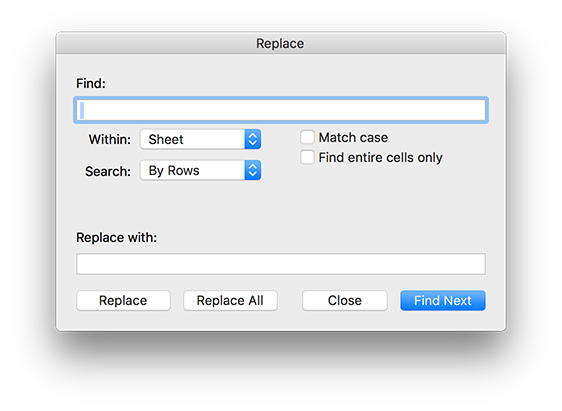 Replace
Find:
Within: Sheet
Match case
Find entire cells only
Search: By Rows
Replace with:
Replace Replace All Close Find Next